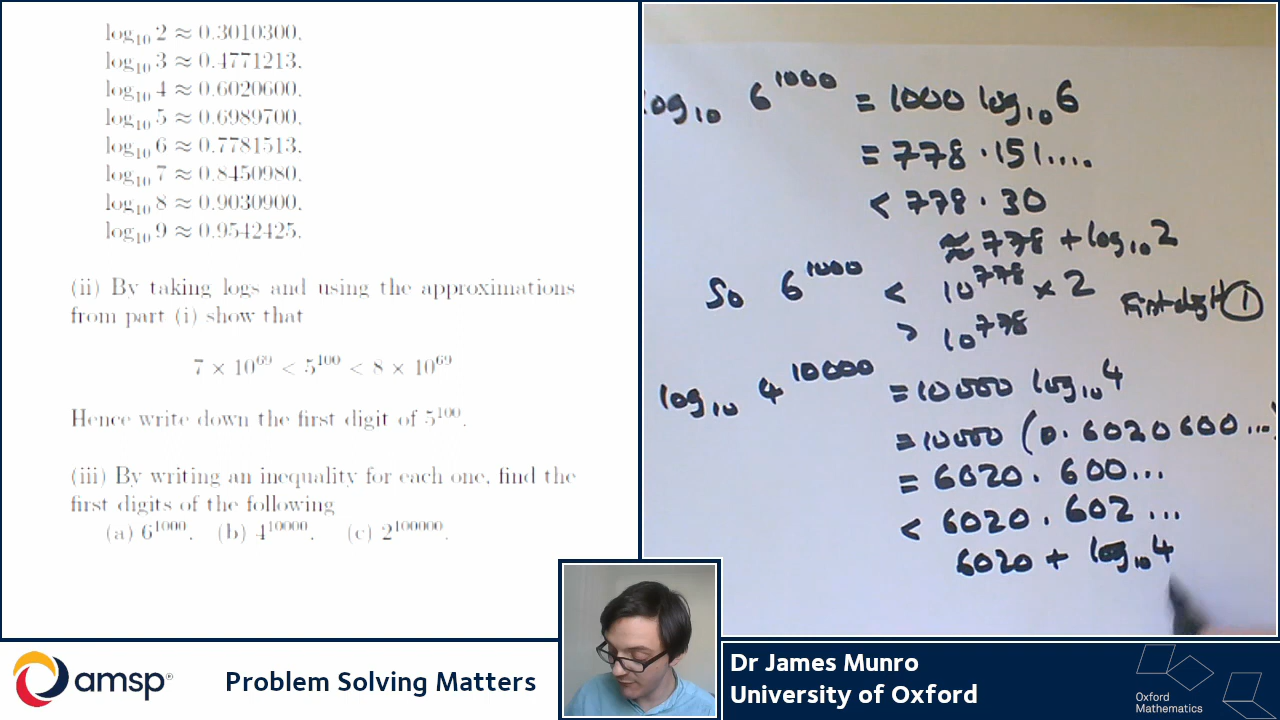 log₁₀ 2 ≈ 0.3010300,
log₁₀ 3 ≈ 0.4771213,
log₁₀ 4 ≈ 0.6020600,
log₁₀ 5 ≈ 0.6989700,
log₁₀ 6 ≈ 0.7781513,
log₁₀ 7 ≈ 0.8450980,
log₁₀ 8 ≈ 0.9030900,
log₁₀ 9 ≈ 0.9542425.
(ii) By taking logs and using the approximations
from part (i) show that
7 × 10⁶⁹ < 5¹⁰⁰ < 8 × 10⁶⁹
Hence write down the first digit of 5¹⁰⁰.
(iii) By writing an inequality for each one, find the
first digits of the following
(a) 6¹⁰⁰⁰. (b) 4¹⁰⁰⁰⁰. (c) 2¹⁰⁰⁰⁰⁰.
log₁₀ 6¹⁰⁰⁰ = 1000 log₁₀ 6
= 778.151....
< 778.30
≈ 778 + log₁₀ 2
So 6¹⁰⁰⁰ < 10⁷⁷⁸ × 2 First digit 1
> 10⁷⁷⁸
log₁₀ 4¹⁰⁰⁰⁰ = 10000 log₁₀ 4
= 10000 (0.6020600...)
= 6020.600...
< 6020.602...
6020 + log₁₀ 4
amsp®
Problem Solving Matters
Dr James Munro
University of Oxford
Oxford
Mathematics